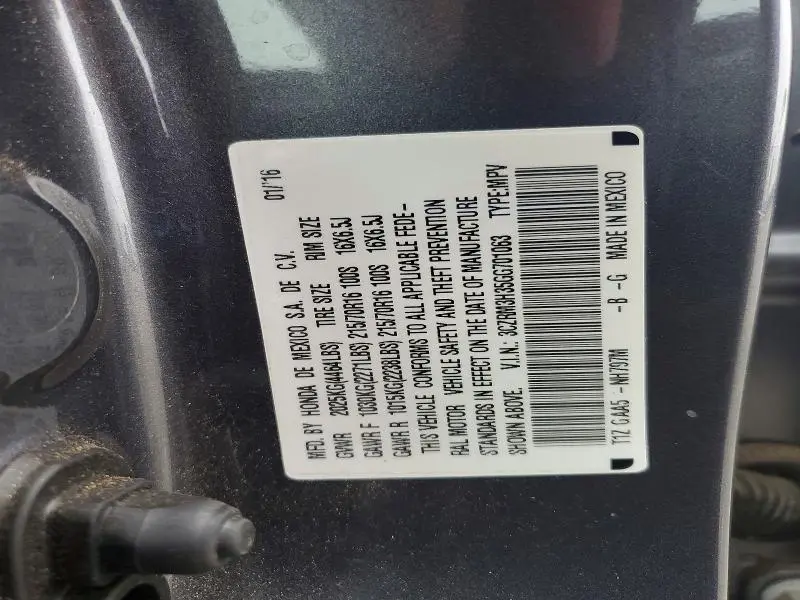 MFD. BY HONDA DE MEXICO S.A. DE C.V. 01/'16
GVWR 2025KG(4464LBS) TIRE SIZE RIM SIZE
GAWR F 1030KG(2271LBS) 215/70R16 100S 16X6.5J
GAWR R 1015KG(2238LBS) 215/70R16 100S 16X6.5J
THIS VEHICLE CONFORMS TO ALL APPLICABLE FEDE-
RAL MOTOR VEHICLE SAFETY AND THEFT PREVENTION
STANDARDS IN EFFECT ON THE DATE OF MANUFACTURE
SHOWN ABOVE. V.I.N.: 3CZRM3H35GG701063 TYPE:MPV
T1Z GAAA5 -NH797M -B -G MADE IN MEXICO